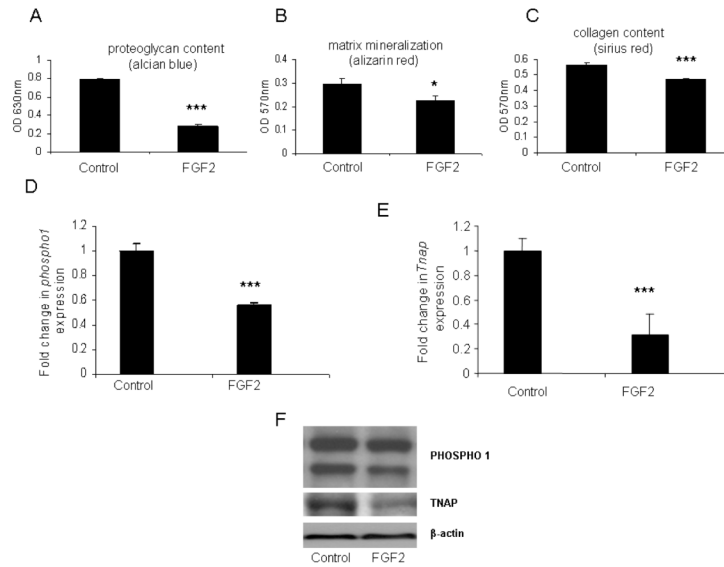 A
proteoglycan content
(alcian blue)
OD 630nm
1
0.8
0.6
0.4
0.2
0
***
Control
FGF2
B
matrix mineralization
(alizarin red)
OD 570nm
0.4
0.3
0.2
0.1
0
*
Control
FGF2
C
collagen content
(sirius red)
OD 570nm
0.6
0.5
0.4
0.3
0.2
0.1
0
***
Control
FGF2
D
Fold change in phospho1
expression
1.2
1
0.8
0.6
0.4
0.2
0
***
Control
FGF2
E
Fold change in Tnap
expression
1.2
1
0.8
0.6
0.4
0.2
0
***
Control
FGF2
F
PHOSPHO 1
TNAP
β-actin
Control
FGF2